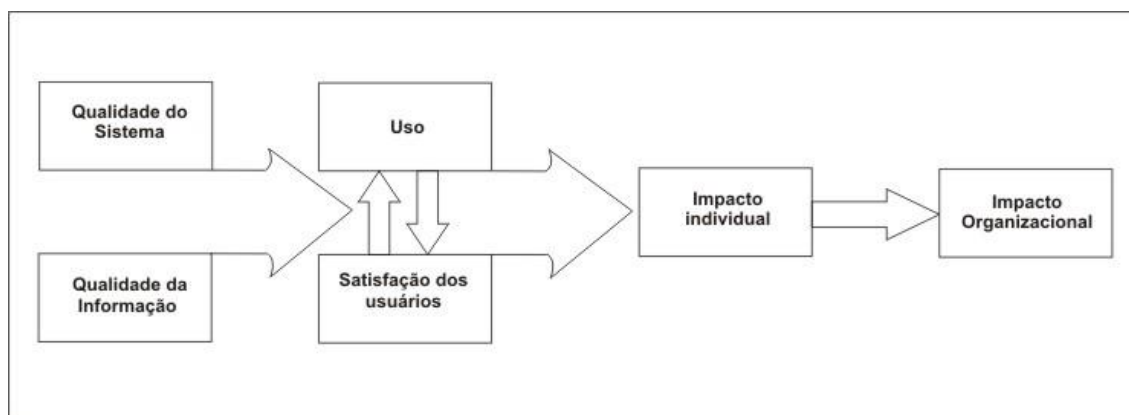 Qualidade do
Sistema
Uso
Qualidade da
Informação
Satisfação dos
usuários
Impacto
individual
Impacto
Organizacional